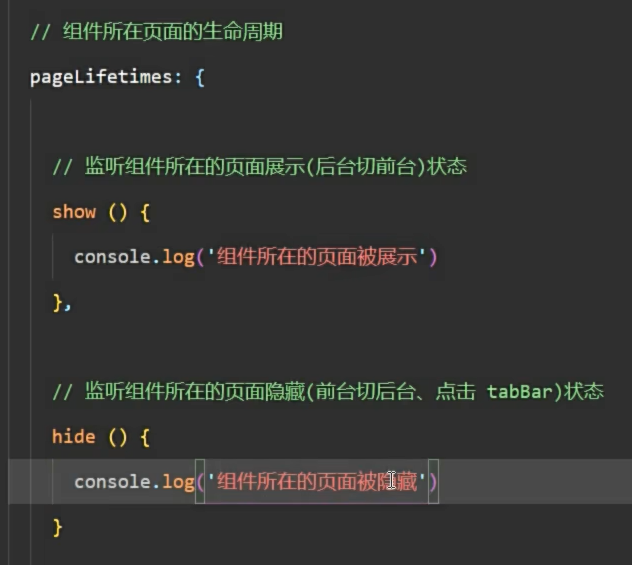 // 组件所在页面的生命周期
pageLifetimes: {
// 监听组件所在的页面展示(后台切前台)状态
show () {
console.log('组件所在的页面被展示')
},
// 监听组件所在的页面隐藏(前台切后台、点击 tabBar)状态
hide () {
console.log('组件所在的页面被隐藏')
}